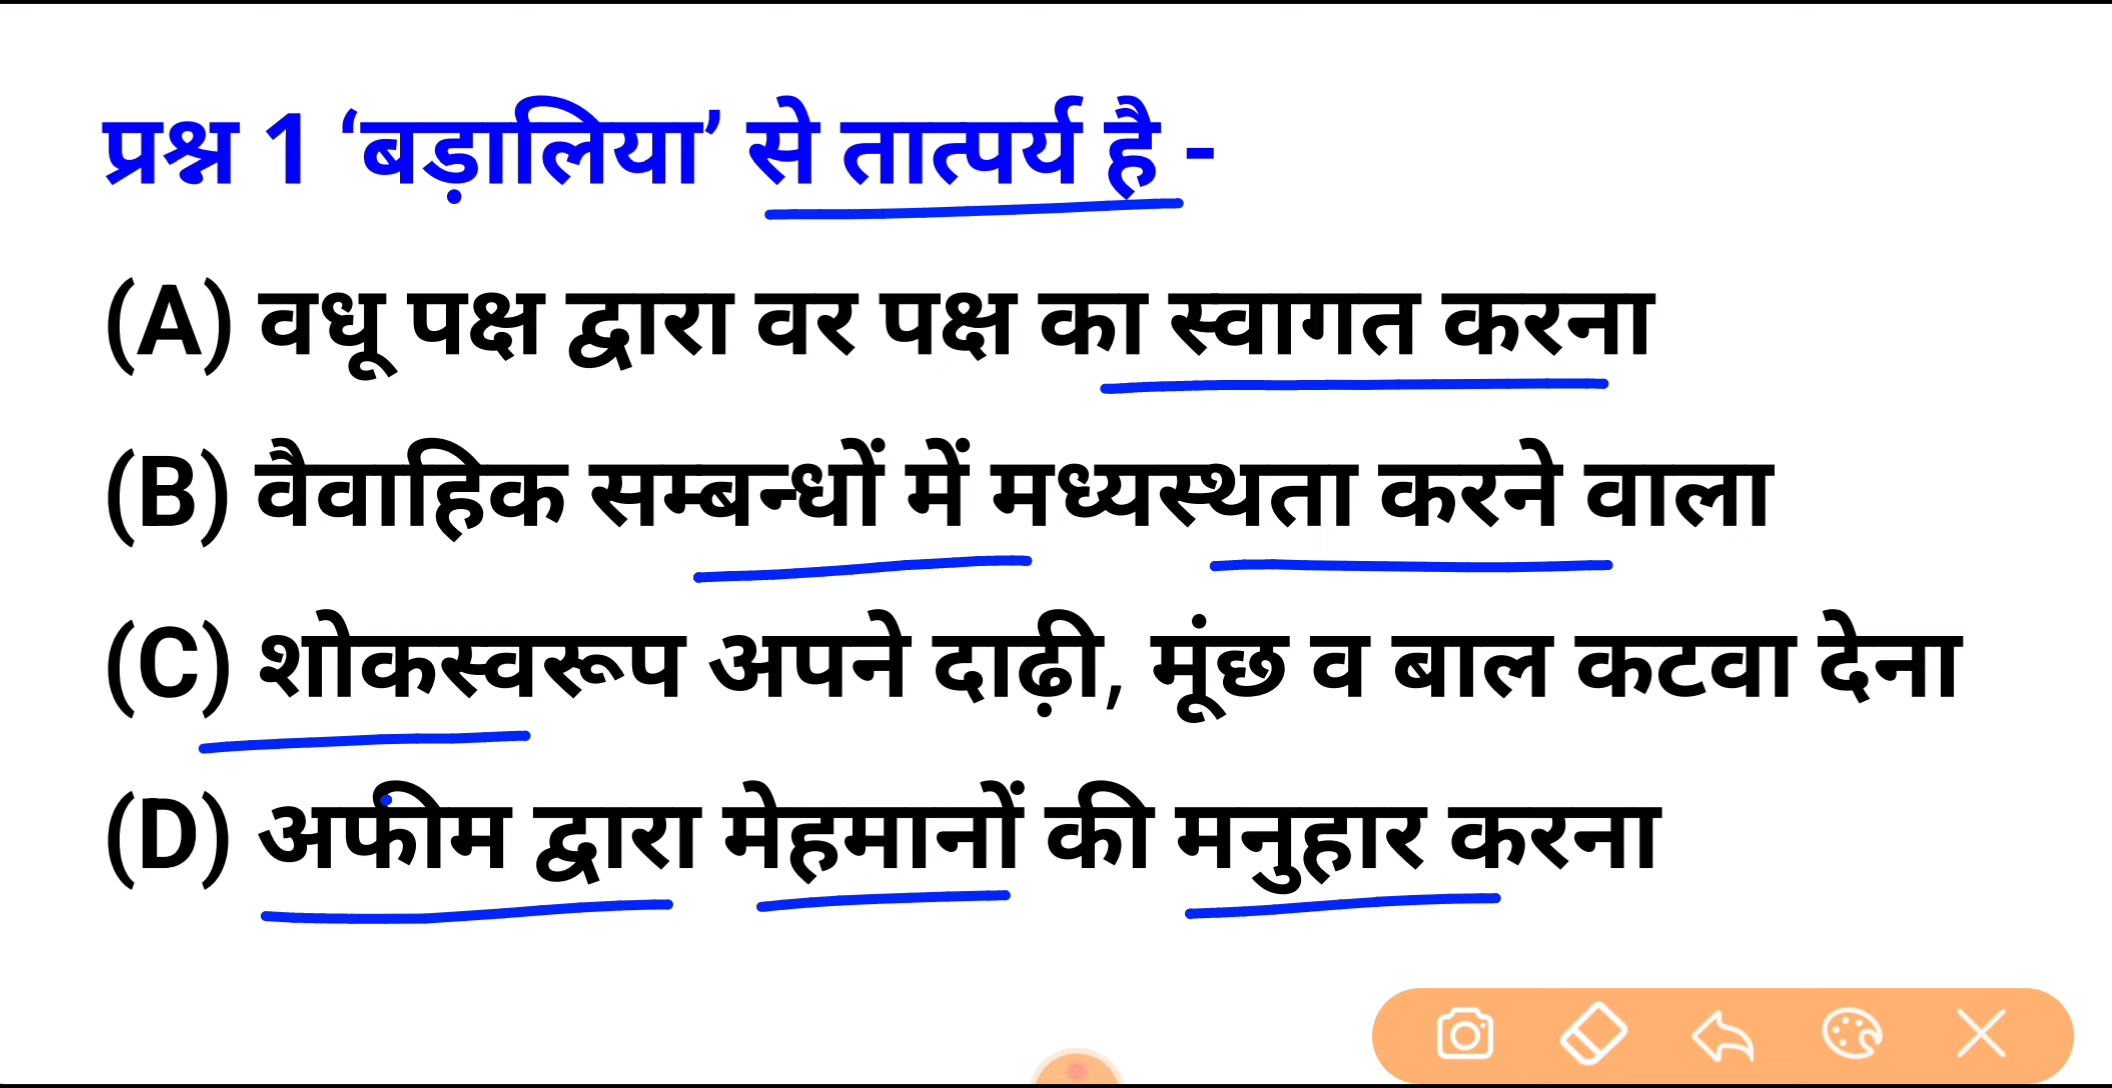 प्रश्न 1 ‘बड़ालिया’ से तात्पर्य है -
(A) वधू पक्ष द्वारा वर पक्ष का स्वागत करना
(B) वैवाहिक सम्बन्धों में मध्यस्थता करने वाला
(C) शोकस्वरूप अपने दाढ़ी, मूंछ व बाल कटवा देना
(D) अफीम द्वारा मेहमानों की मनुहार करना